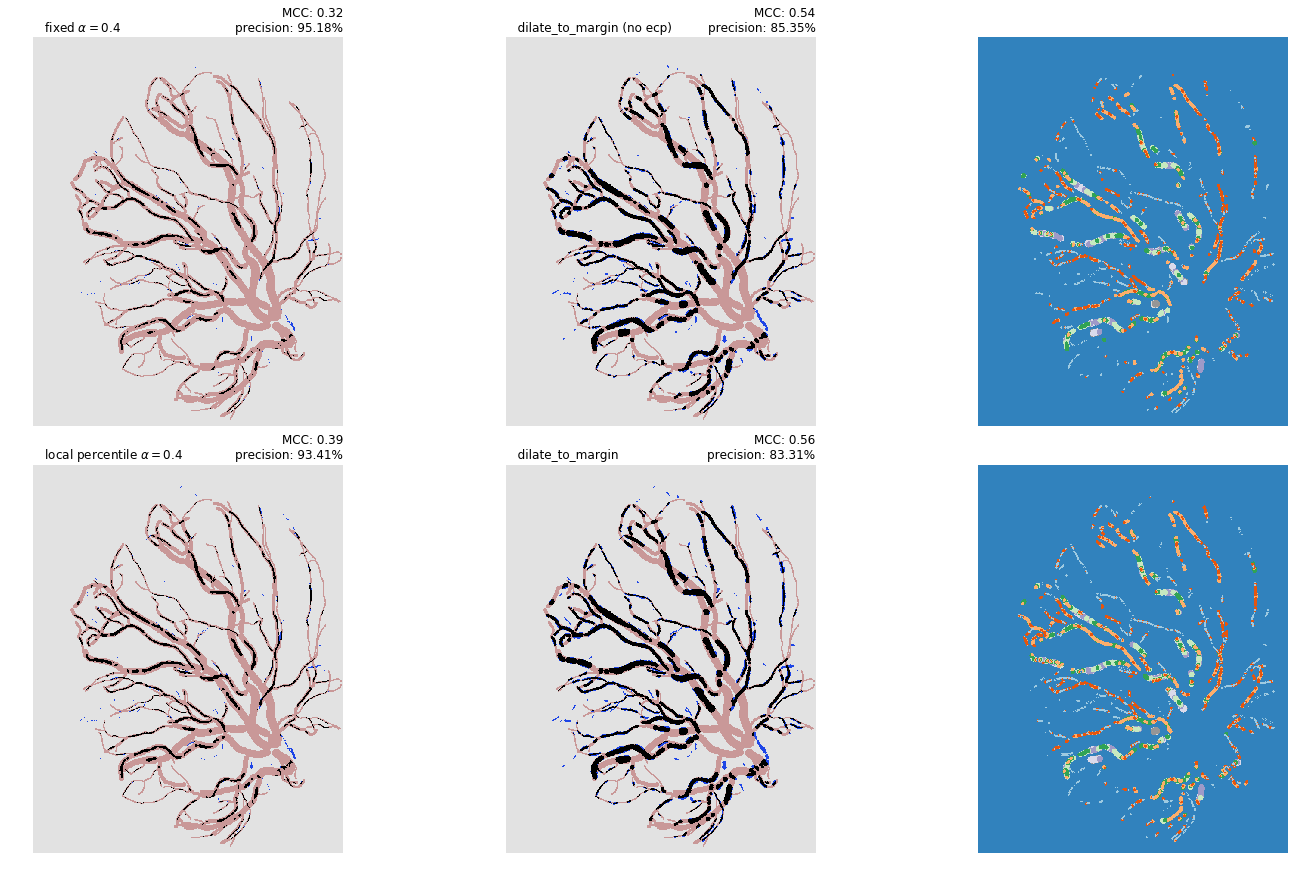 MCC: 0.32
fixed α = 0.4 precision: 95.18%
MCC: 0.54
dilate_to_margin (no ecp) precision: 85.35%
MCC: 0.39
local percentile α = 0.4 precision: 93.41%
MCC: 0.56
dilate_to_margin precision: 83.31%